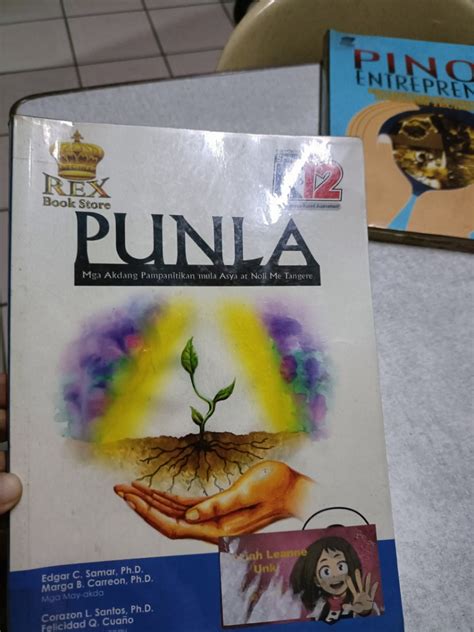 REX
Book Store
K12
PUNLA
Mga Akdang Pampanitikan mula Asya at Noli Me Tangere
Edgar C. Samar, Ph.D.
Marga B. Carreon, Ph.D.
Mga May-akda
Corazon L. Santos, Ph.D.
Felicidad Q. Cuaño
Leanne
PINO
ENTREPREN